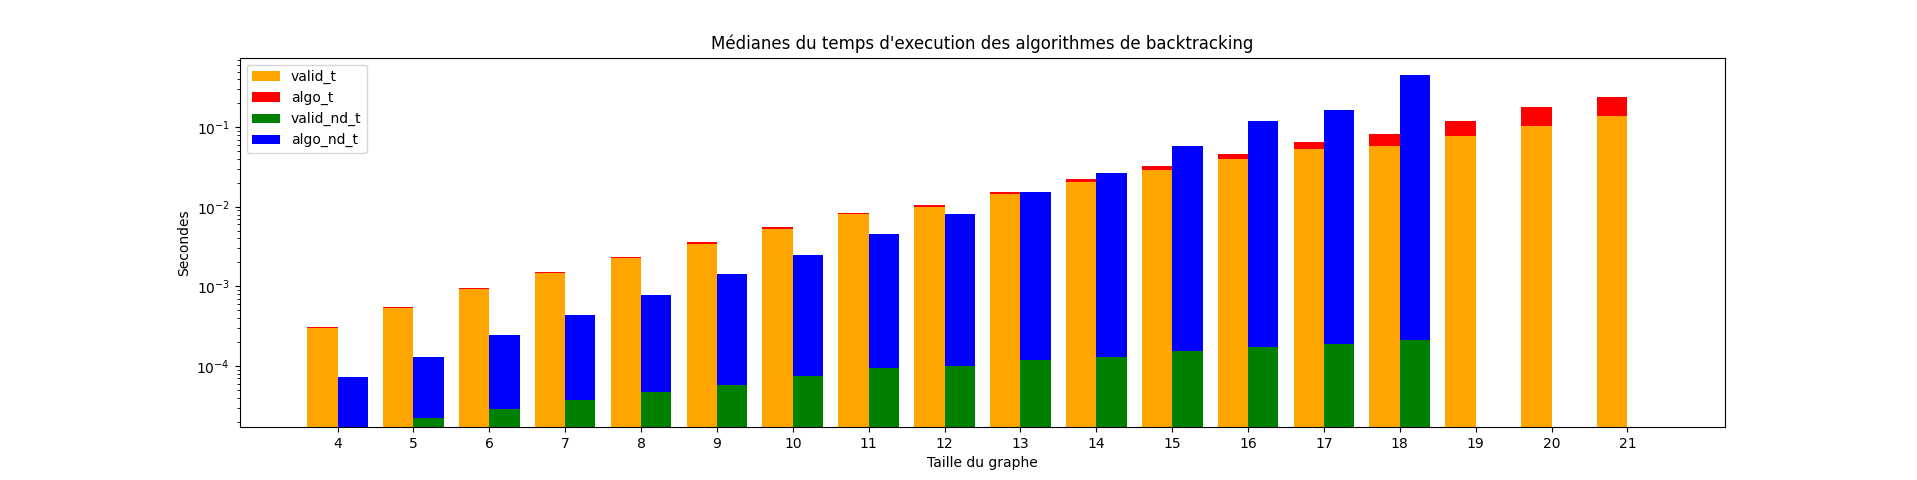 Médianes du temps d'execution des algorithmes de backtracking
valid_t
algo_t
valid_nd_t
algo_nd_t
Secondes
10⁻¹
10⁻²
10⁻³
10⁻⁴
4 5 6 7 8 9 10 11 12 13 14 15 16 17 18 19 20 21
Taille du graphe